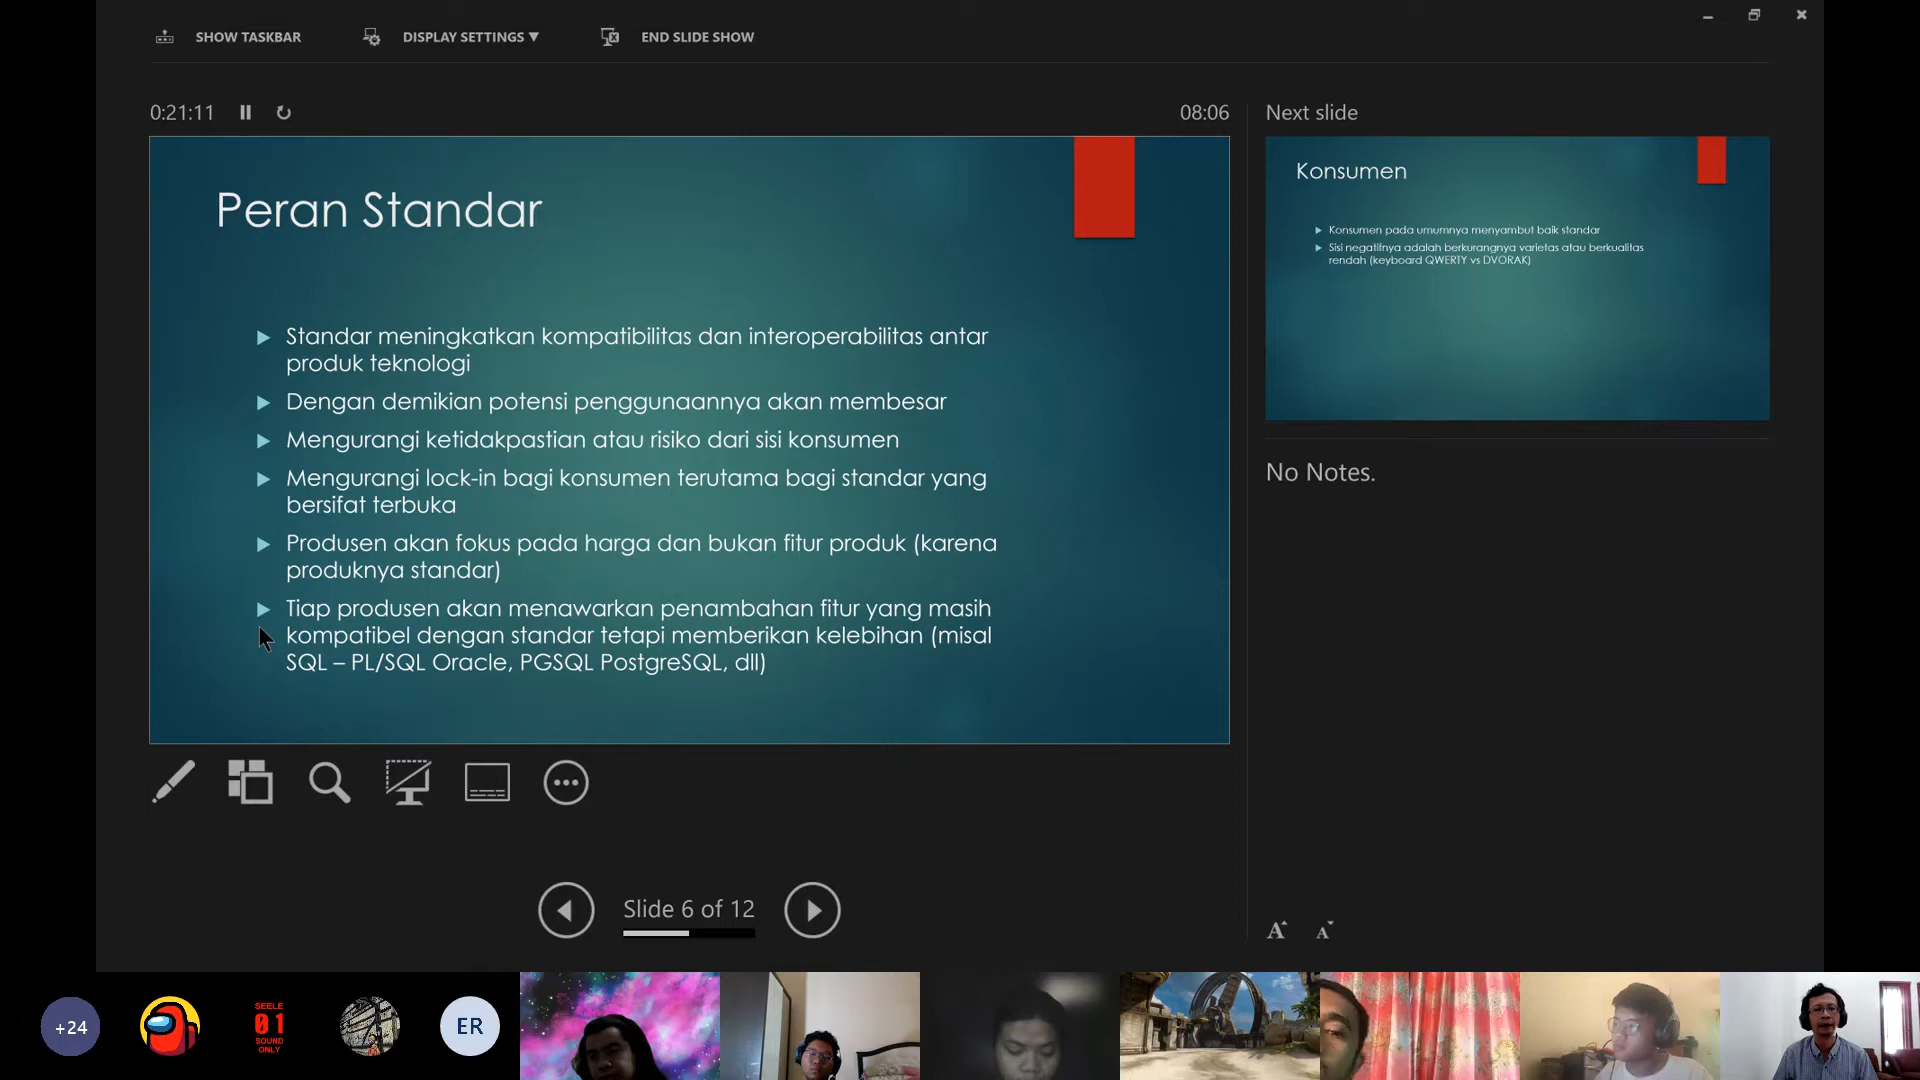 SHOW TASKBAR
DISPLAY SETTINGS ▼
END SLIDE SHOW
0:21:11
08:06
Next slide
Peran Standar
Standar meningkatkan kompatibilitas dan interoperabilitas antar
produk teknologi
Dengan demikian potensi penggunaannya akan membesar
Mengurangi ketidakpastian atau risiko dari sisi konsumen
Mengurangi lock-in bagi konsumen terutama bagi standar yang
bersifat terbuka
Produsen akan fokus pada harga dan bukan fitur produk (karena
produknya standar)
Tiap produsen akan menawarkan penambahan fitur yang masih
kompatibel dengan standar tetapi memberikan kelebihan (misal
SQL – PL/SQL Oracle, PGSQL PostgreSQL, dll)
Konsumen
Konsumen pada umumnya menyambut baik standar
Sisi negatifnya adalah berkurangnya varietas atau berkualitas
rendah (keyboard QWERTY vs DVORAK)
No Notes.
Slide 6 of 12
A A
+24
SEELE
01
SOUND
ONLY
ER